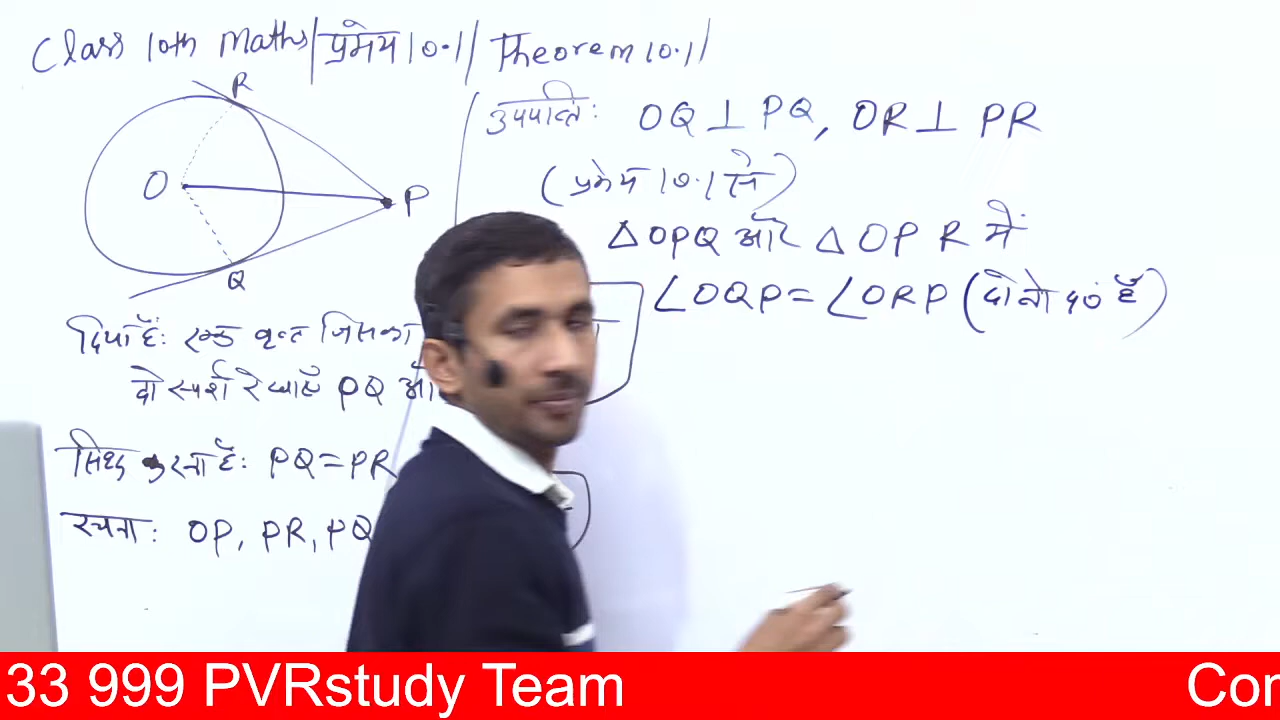 Class 10th Maths|प्रमेय 10.1|Theorem 10.1|
R
O
P
Q
दिया है: एक वृत्त जिसका
दो स्पर्श रेखाएँ PQ औ
सिध्द करना है: PQ=PR
रचना: OP, PR, PQ
उपपत्ति: OQ⊥PQ, OR⊥PR
(प्रमेय 10.1 से)
△OPQ और △OPR में
∠OQP=∠ORP (दोनो 90° है)
33 999 PVRstudy Team
Cor